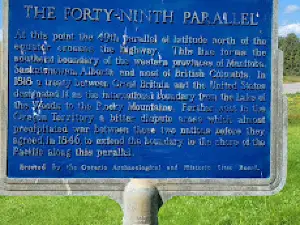 THE FORTY-NINTH PARALLEL
At this point the 49th parallel of latitude north of the
equator crosses the highway. This line forms the
southern boundary of the western provinces of Manitoba,
Saskatchewan, Alberta and most of British Columbia. In
1818 a treaty between Great Britain and the United States
designated it as the international boundary from the Lake of
the Woods to the Rocky Mountains. Farther west in the
Oregon Territory a bitter dispute arose which almost
precipitated war between these two nations before they
agreed in 1846 to extend the boundary to the shore of the
Pacific along this parallel.
Erected by the Ontario Archaeological and Historic Sites Board.